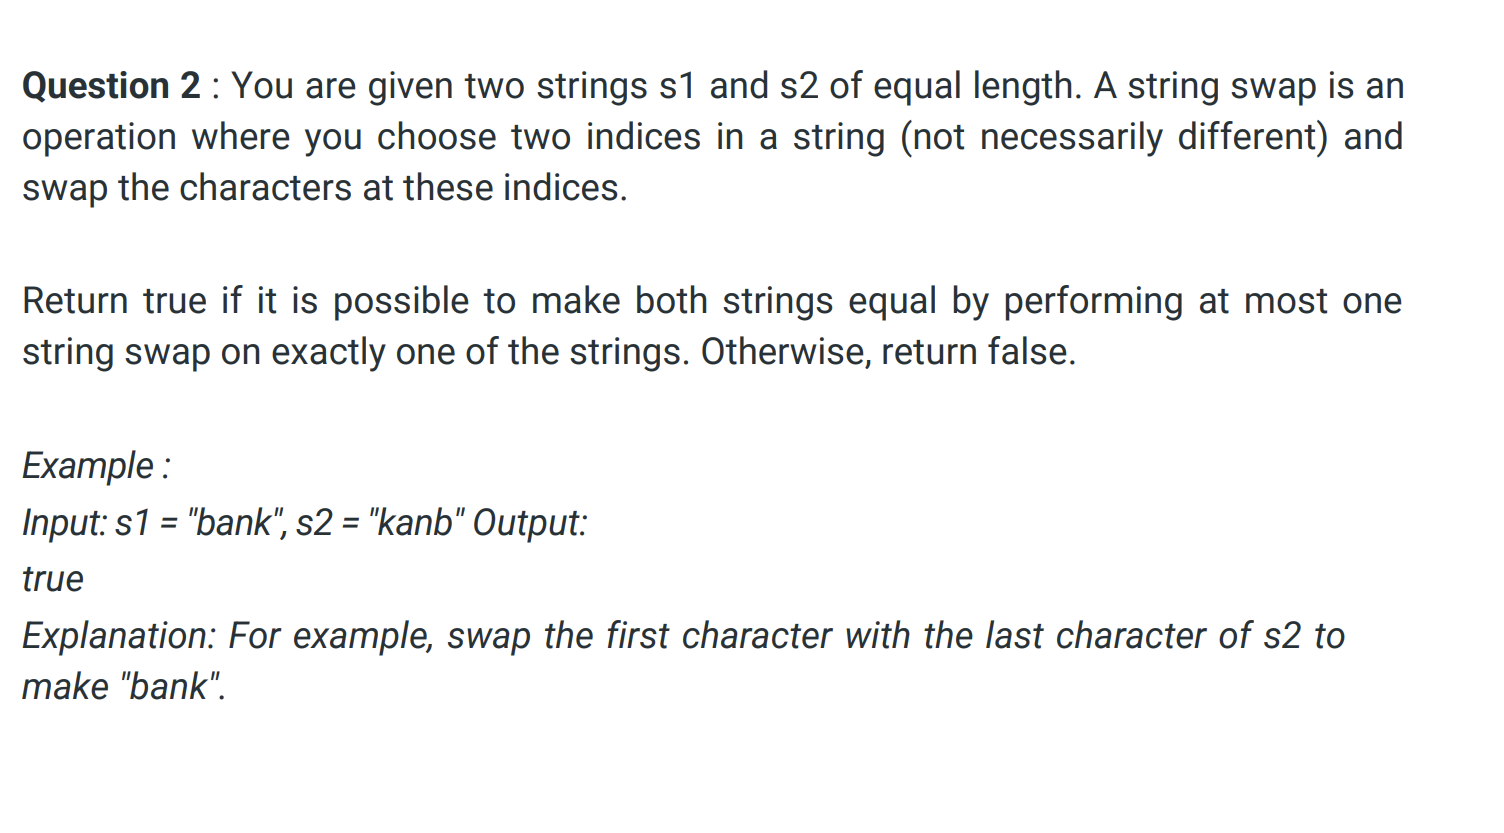 Question 2 : You are given two strings s1 and s2 of equal length. A string swap is an
operation where you choose two indices in a string (not necessarily different) and
swap the characters at these indices.
Return true if it is possible to make both strings equal by performing at most one
string swap on exactly one of the strings. Otherwise, return false.
Example :
Input: s1 = "bank", s2 = "kanb" Output:
true
Explanation: For example, swap the first character with the last character of s2 to
make "bank".